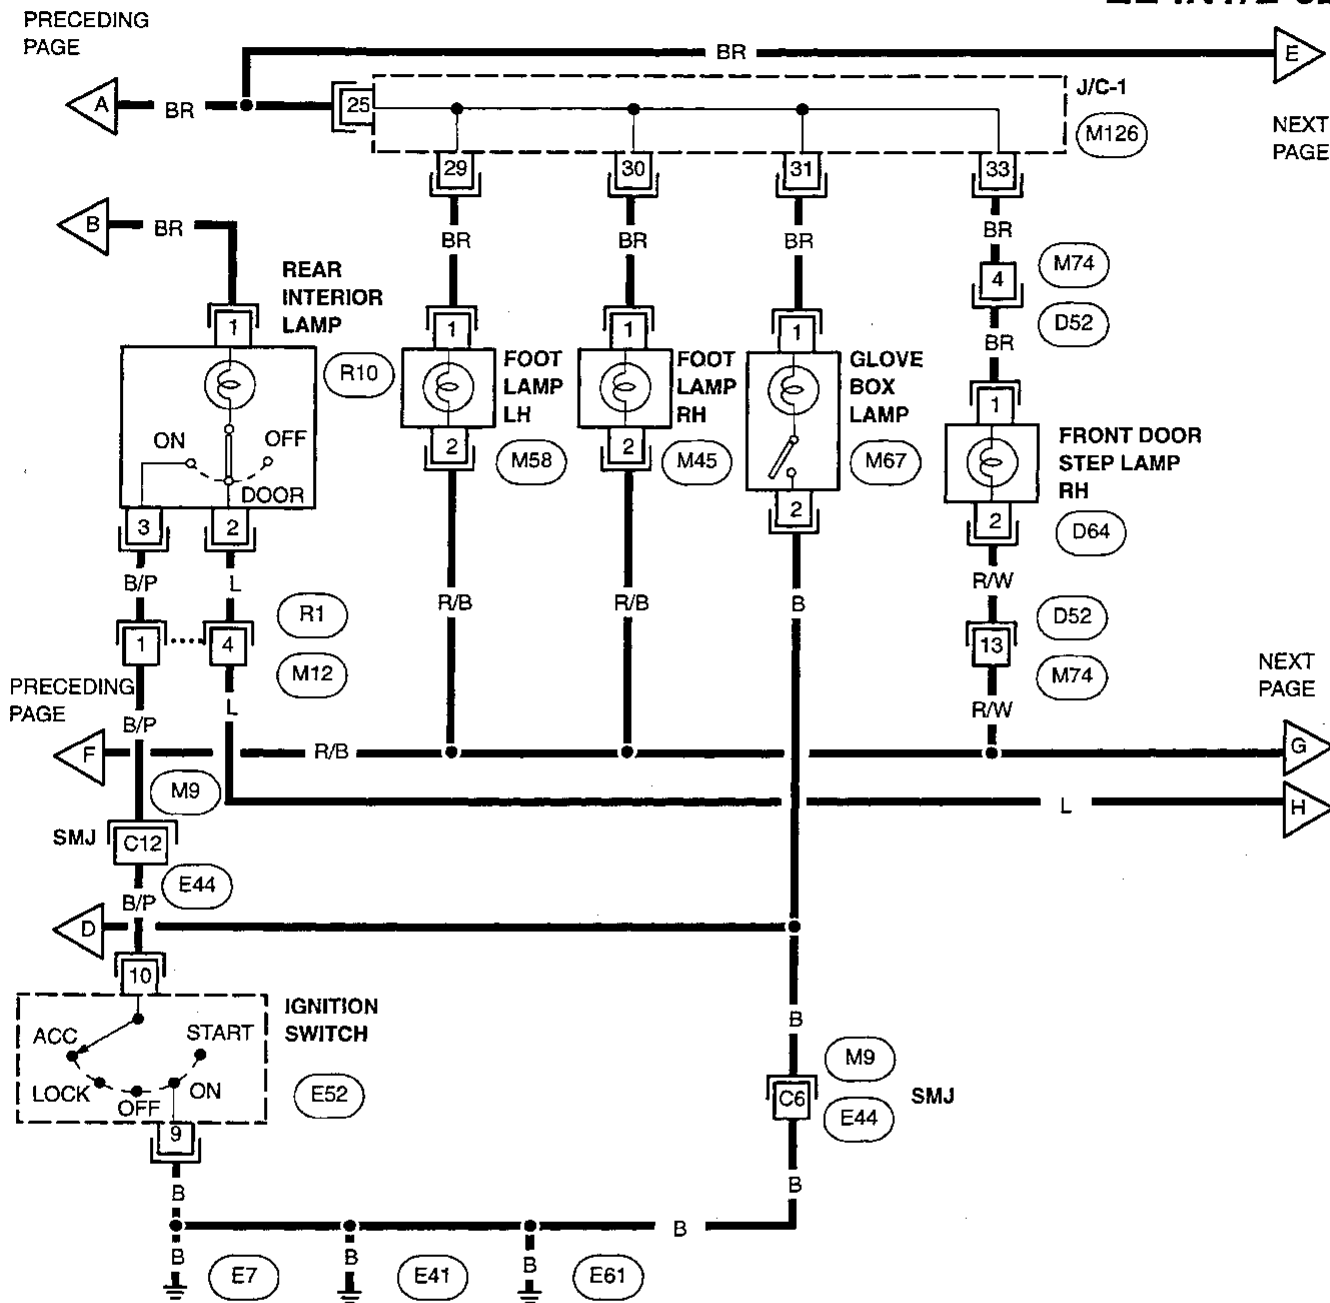 PRECEDING
PAGE
BR
E
A
BR
25
J/C-1
M126
NEXT
PAGE
29
30
31
33
B
BR
BR
BR
BR
BR
REAR
INTERIOR
LAMP
M74
4
D52
BR
1
R10
1
FOOT
LAMP
LH
M58
2
1
FOOT
LAMP
RH
M45
2
1
GLOVE
BOX
LAMP
M67
2
1
FRONT DOOR
STEP LAMP
RH
D64
2
ON
OFF
DOOR
3
2
B/P
L
R/B
R/B
B
R/W
R1
1
4
M12
D52
13
M74
PRECEDING
PAGE
B/P
L
R/W
NEXT
PAGE
F
R/B
G
M9
L
H
SMJ
C12
E44
B/P
D
10
IGNITION
SWITCH
ACC
START
LOCK
OFF
ON
E52
9
B
M9
C6
SMJ
E44
B
B
B
B
E7
B
E41
B
E61